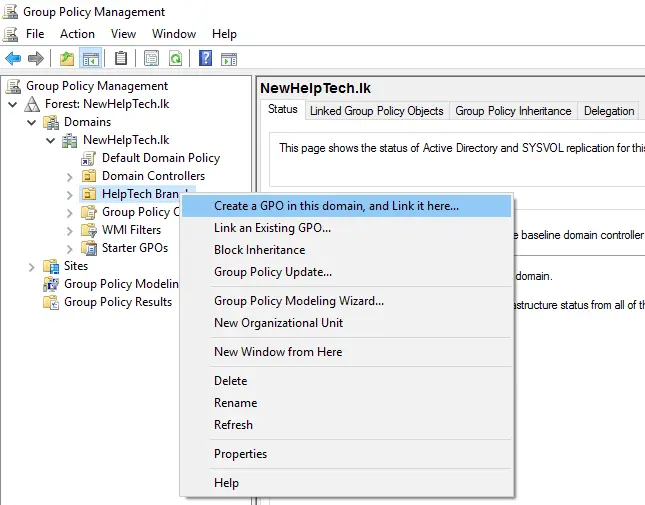 Group Policy Management
File Action View Window Help
Group Policy Management
Forest: NewHelpTech.lk
Domains
NewHelpTech.lk
Default Domain Policy
Domain Controllers
HelpTech Bran
Group Policy
WMI Filters
Starter GPOs
Sites
Group Policy Modelin
Group Policy Results
NewHelpTech.lk
Status Linked Group Policy Objects Group Policy Inheritance Delegation
This page shows the status of Active Directory and SYSVOL replication for this
e baseline domain controller
domain.
astructure status from all of th
Create a GPO in this domain, and Link it here...
Link an Existing GPO...
Block Inheritance
Group Policy Update...
Group Policy Modeling Wizard...
New Organizational Unit
New Window from Here
Delete
Rename
Refresh
Properties
Help